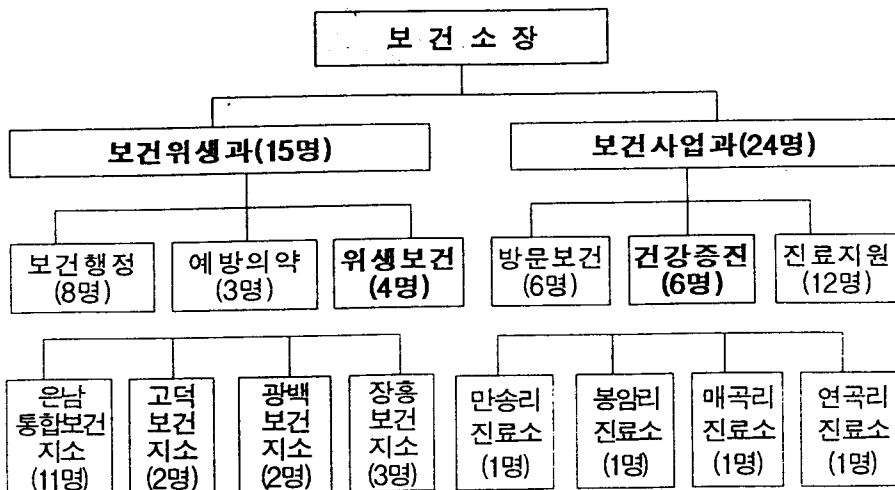 보건소장
보건위생과(15명)
보건사업과(24명)
보건행정
(8명)
예방의약
(3명)
위생보건
(4명)
방문보건
(6명)
건강증진
(6명)
진료지원
(12명)
은남
통합보건
지소
(11명)
고덕
보건
지소
(2명)
광백
보건
지소
(2명)
장흥
보건
지소
(3명)
만송리
진료소
(1명)
봉암리
진료소
(1명)
매곡리
진료소
(1명)
연곡리
진료소
(1명)